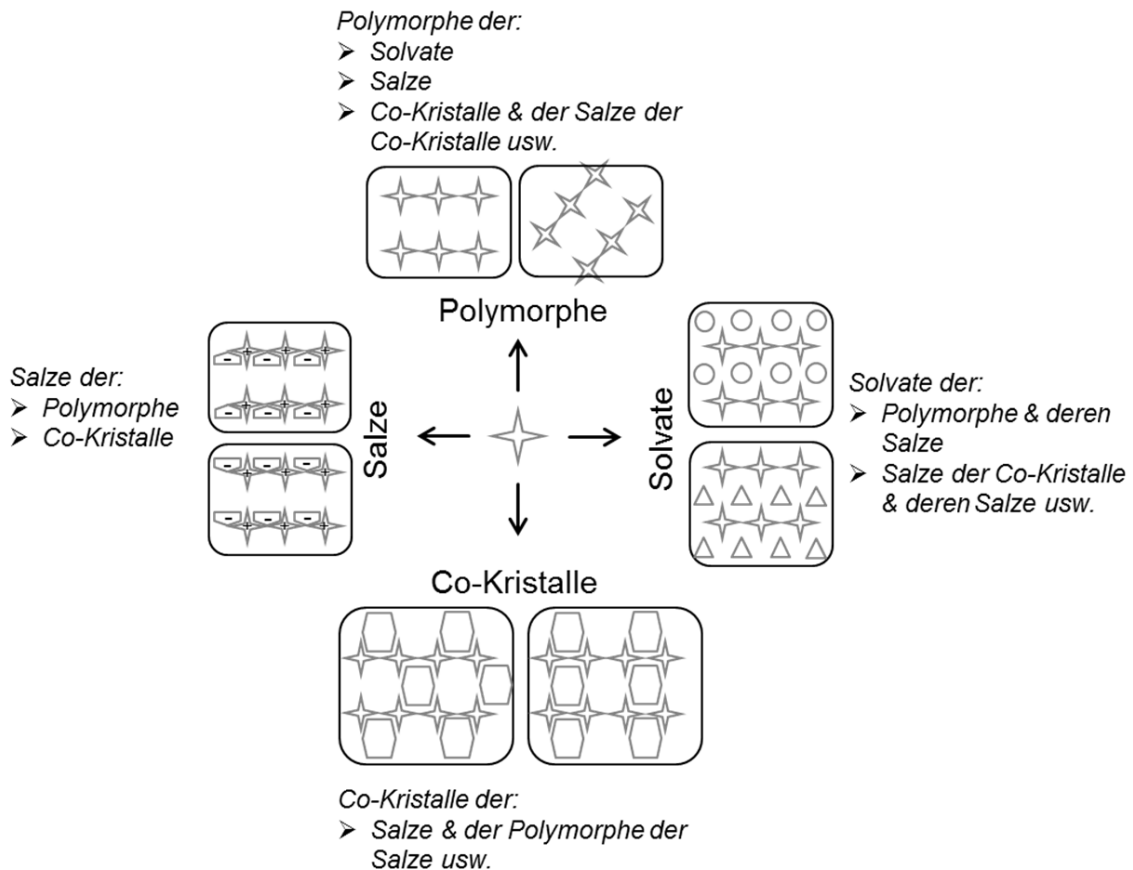 Polymorphe der:
➢ Solvate
➢ Salze
➢ Co-Kristalle & der Salze der
Co-Kristalle usw.
Polymorphe
Salze der:
➢ Polymorphe
➢ Co-Kristalle
Salze
Solvate
Solvate der:
➢ Polymorphe & deren
Salze
➢ Salze der Co-Kristalle
& deren Salze usw.
Co-Kristalle
Co-Kristalle der:
➢ Salze & der Polymorphe der
Salze usw.